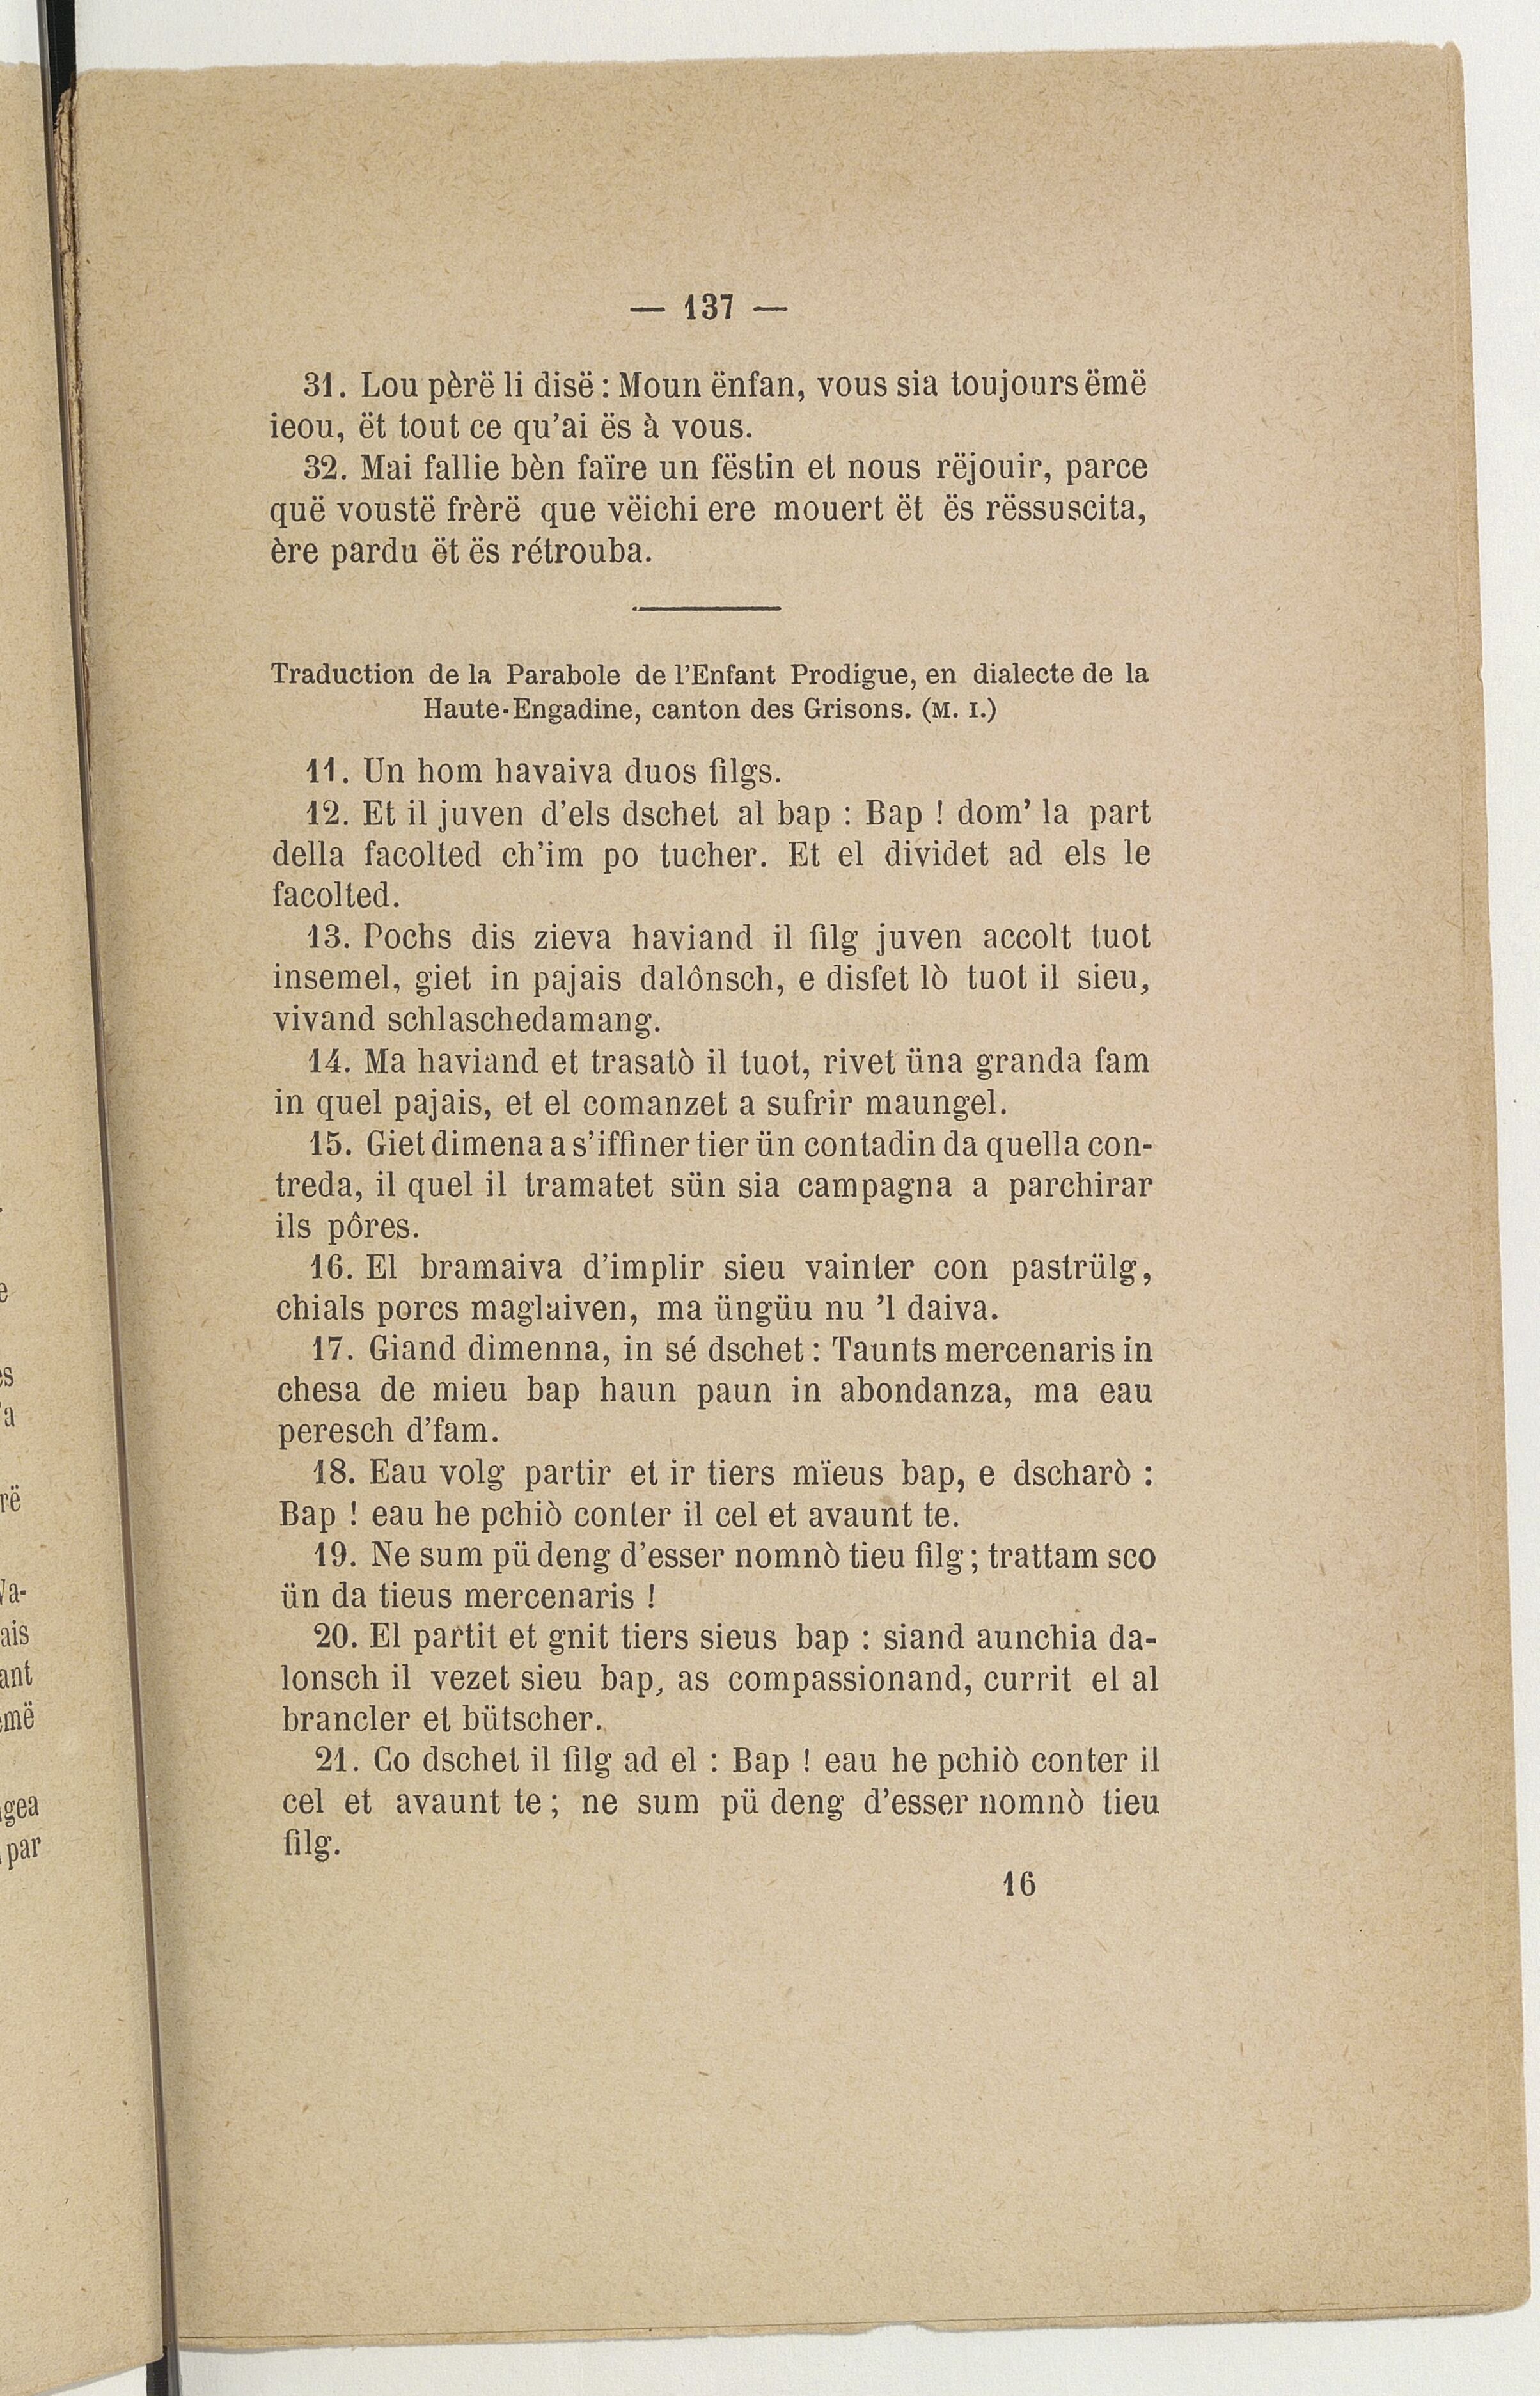 — 137 —
31. Lou pèrë li disë : Moun ënfan, vous sia toujours ëmë
ieou, ët tout ce qu'ai ës à vous.
32. Mai fallie bèn faïre un fëstin et nous rëjouir, parce
quë voustë frèrë que vëichi ere mouert ët ës rëssuscita,
ère pardu ët ës rétrouba.
Traduction de la Parabole de l'Enfant Prodigue, en dialecte de la
Haute-Engadine, canton des Grisons. (M. I.)
11. Un hom havaiva duos filgs.
12. Et il juven d'els dschet al bap : Bap ! dom' la part
della facolted ch'im po tucher. Et el dividet ad els le
facolted.
13. Pochs dis zieva haviand il filg juven accolt tuot
insemel, giet in pajais dalônsch, e disfet lò tuot il sieu,
vivand schlaschedamang.
14. Ma haviand et trasatò il tuot, rivet üna granda fam
in quel pajais, et el comanzet a sufrir maungel.
15. Giet dimena a s'iffiner tier ün contadin da quella con-
treda, il quel il tramatet sün sia campagna a parchirar
ils pôres.
16. El bramaiva d'implir sieu vainter con pastrülg,
chials porcs maglaiven, ma üngüu nu 'l daiva.
17. Giand dimenna, in sé dschet : Taunts mercenaris in
chesa de mieu bap haun paun in abondanza, ma eau
peresch d'fam.
18. Eau volg partir et ir tiers mïeus bap, e dscharò :
Bap ! eau he pchiò conter il cel et avaunt te.
19. Ne sum pü deng d'esser nomnò tieu filg ; trattam sco
ün da tieus mercenaris !
20. El partit et gnit tiers sieus bap : siand aunchia da-
lonsch il vezet sieu bap, as compassionand, currit el al
brancler et bütscher.
21. Co dschet il filg ad el : Bap ! eau he pchiò conter il
cel et avaunt te ; ne sum pü deng d'esser nomnò tieu
filg.
16